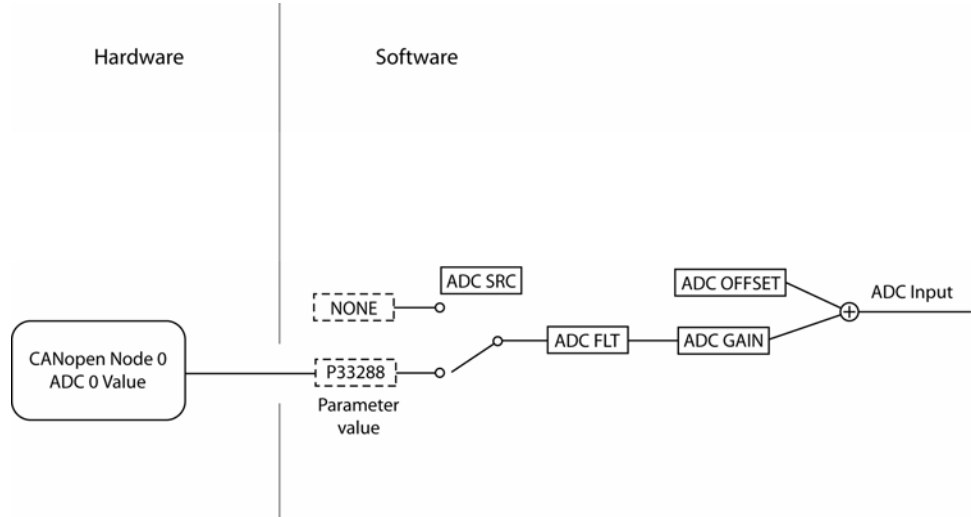 Hardware
Software
ADC SRC
NONE
ADC OFFSET
ADC Input
CANopen Node 0
ADC 0 Value
P33288
ADC FLT
ADC GAIN
Parameter
value